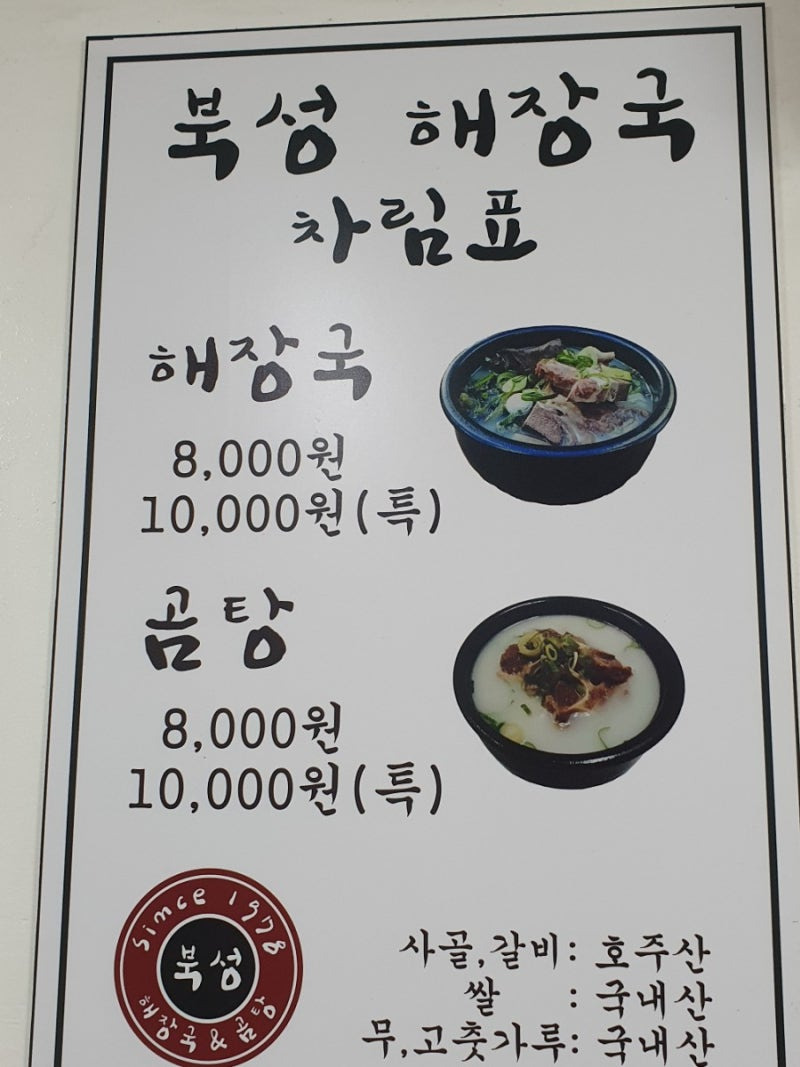 북성 해장국
차림표
해장국
8,000원
10,000원(특)
곰탕
8,000원
10,000원(특)
since 1978
북성
해장국&곰탕
사골,갈비: 호주산
쌀 : 국내산
무,고춧가루: 국내산